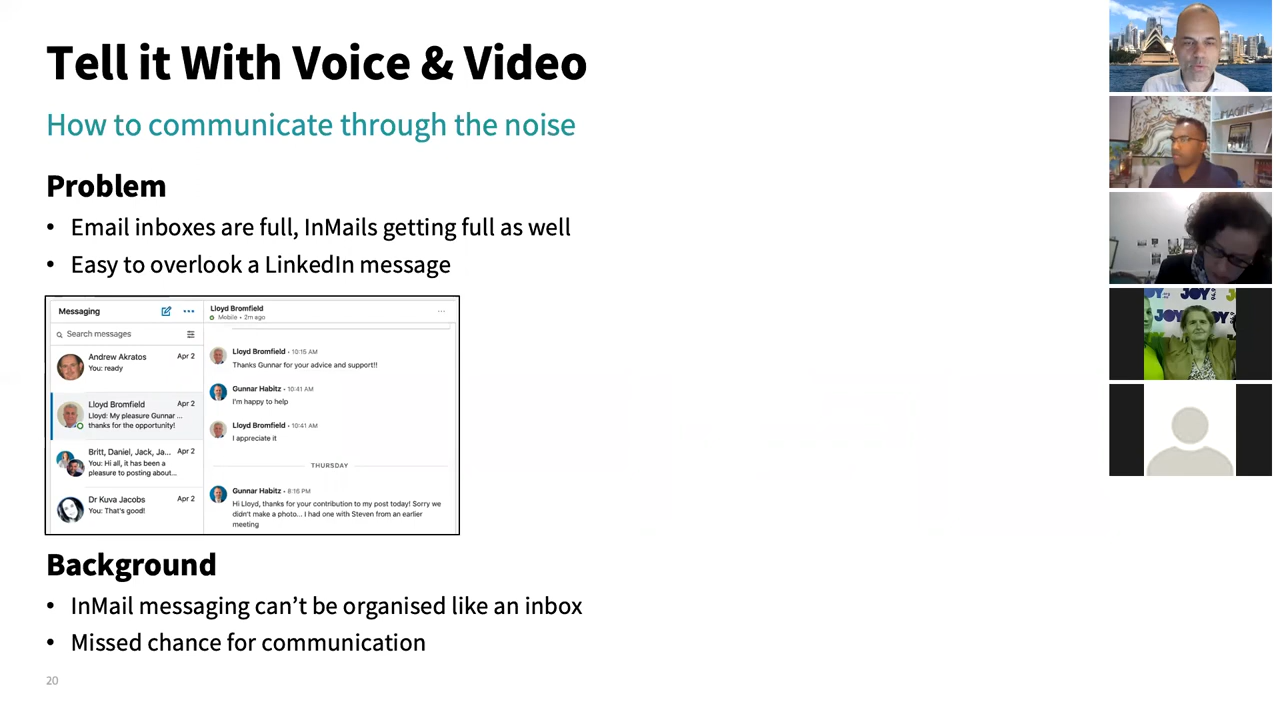 Tell it With Voice & Video
How to communicate through the noise
Problem
• Email inboxes are full, InMails getting full as well
• Easy to overlook a LinkedIn message
Messaging
Search messages
Andrew Akratos Apr 2
You: ready
Lloyd Bromfield Apr 2
Lloyd: My pleasure Gunnar ...
thanks for the opportunity!
Britt, Daniel, Jack, Ja... Apr 2
You: Hi all, it has been a
pleasure to posting about...
Dr Kuva Jacobs Apr 2
You: That's good!
Lloyd Bromfield
Mobile • 2m ago
Lloyd Bromfield • 10:15 AM
Thanks Gunnar for your advice and support!!
Gunnar Habitz • 10:41 AM
I'm happy to help
Lloyd Bromfield • 10:41 AM
I appreciate it
THURSDAY
Gunnar Habitz • 8:15 PM
Hi Lloyd, thanks for your contribution to my post today! Sorry we
didn't make a photo... I had one with Steven from an earlier
meeting
Background
• InMail messaging can't be organised like an inbox
• Missed chance for communication
20
JOY
JOY
94.9
JOY